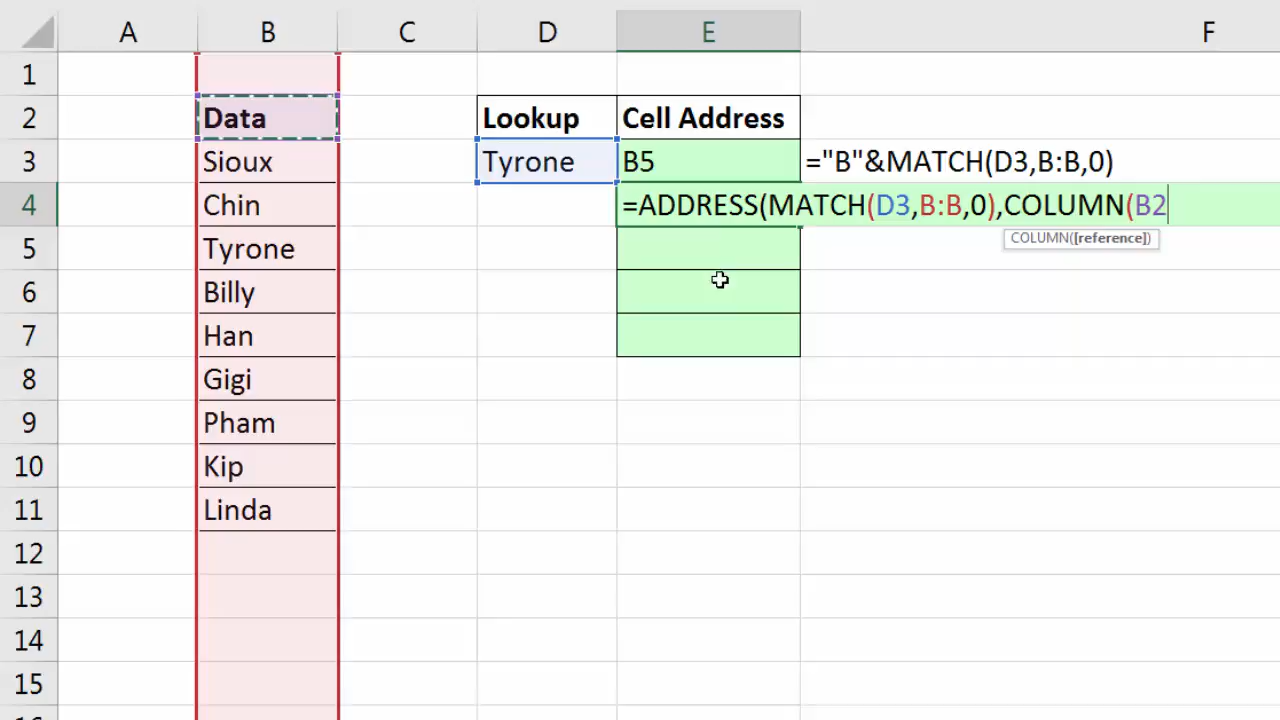 A B C D E F
1
2 Data Lookup Cell Address
3 Sioux Tyrone B5 ="B"&MATCH(D3,B:B,0)
4 Chin =ADDRESS(MATCH(D3,B:B,0),COLUMN(B2
COLUMN([reference])
5 Tyrone
6 Billy
7 Han
8 Gigi
9 Pham
10 Kip
11 Linda
12
13
14
15